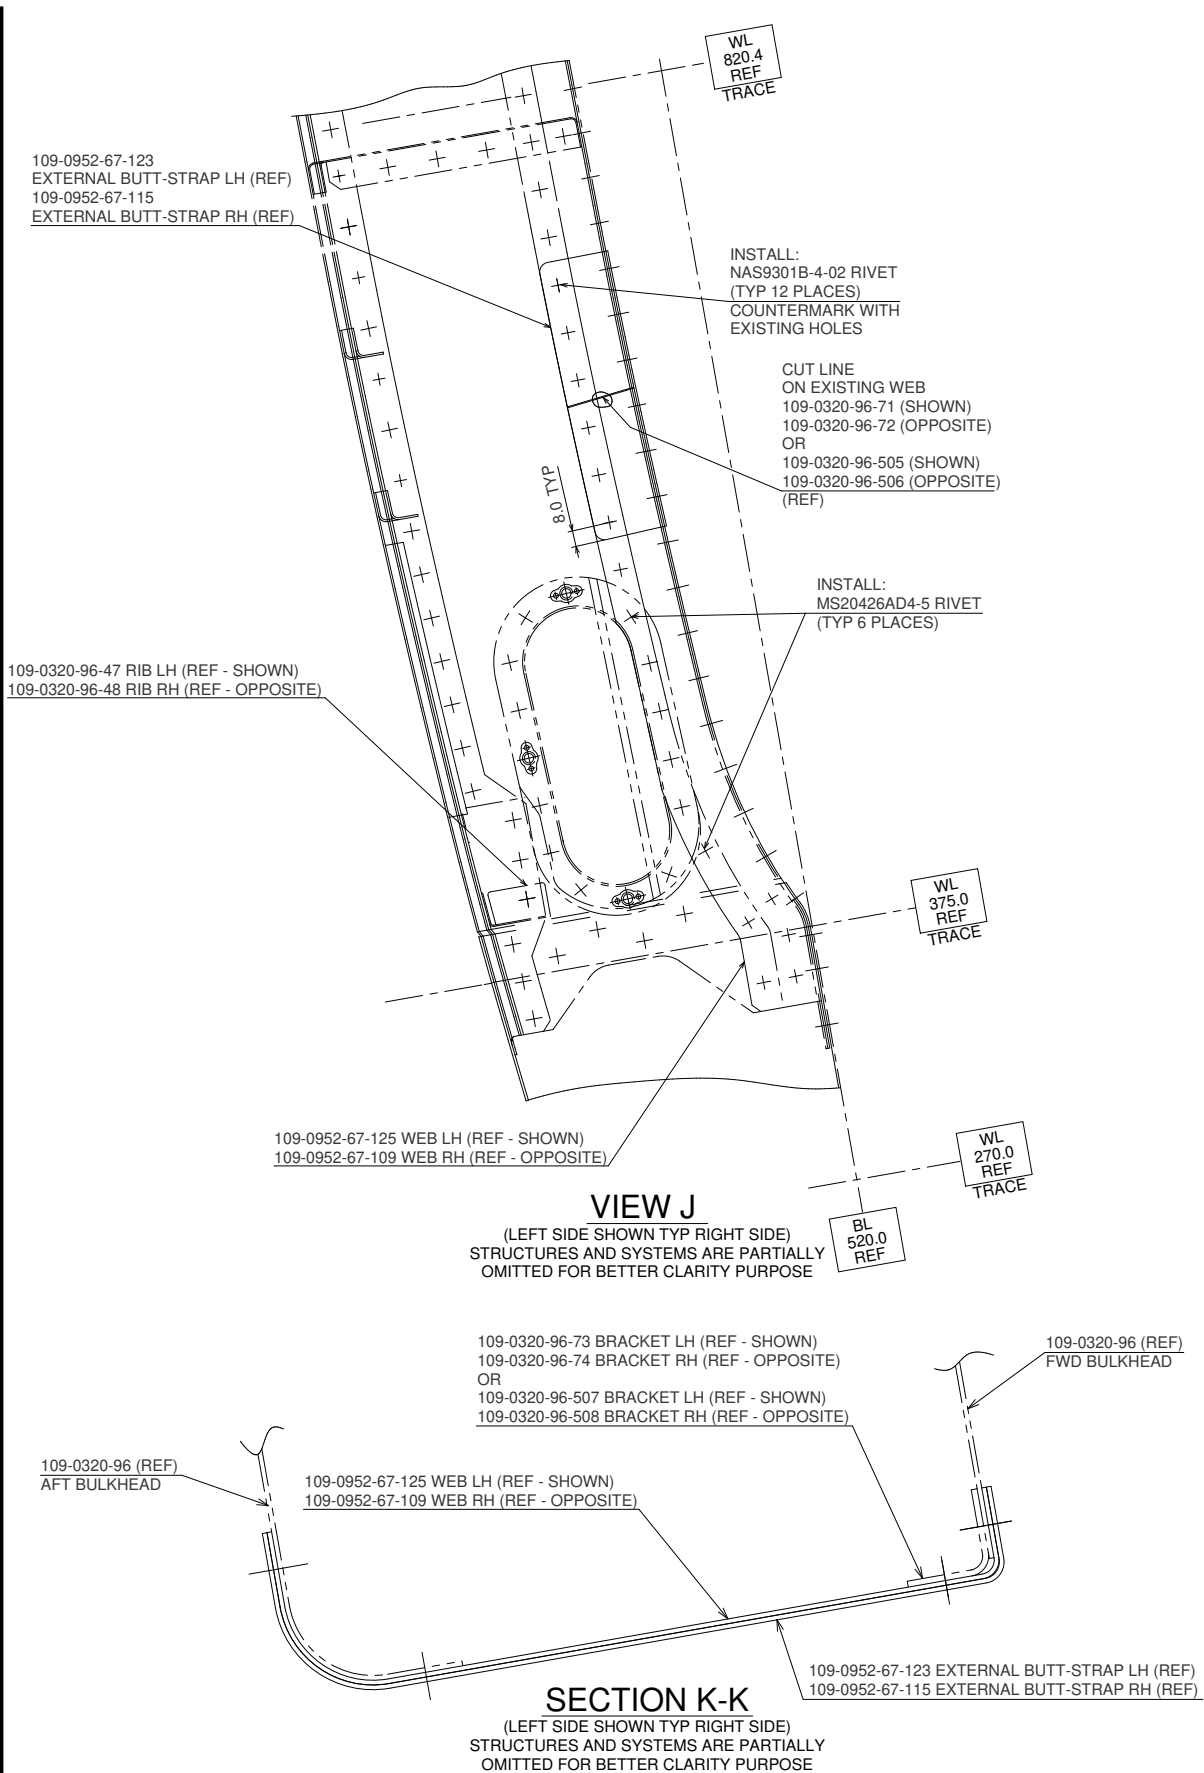 WL
820.4
REF
TRACE
109-0952-67-123
EXTERNAL BUTT-STRAP LH (REF)
109-0952-67-115
EXTERNAL BUTT-STRAP RH (REF)
INSTALL:
NAS9301B-4-02 RIVET
(TYP 12 PLACES)
COUNTERMARK WITH
EXISTING HOLES
CUT LINE
ON EXISTING WEB
109-0320-96-71 (SHOWN)
109-0320-96-72 (OPPOSITE)
OR
109-0320-96-505 (SHOWN)
109-0320-96-506 (OPPOSITE)
(REF)
8.0 TYP
INSTALL:
MS20426AD4-5 RIVET
(TYP 6 PLACES)
109-0320-96-47 RIB LH (REF - SHOWN)
109-0320-96-48 RIB RH (REF - OPPOSITE)
WL
375.0
REF
TRACE
109-0952-67-125 WEB LH (REF - SHOWN)
109-0952-67-109 WEB RH (REF - OPPOSITE)
WL
270.0
REF
TRACE
BL
520.0
REF
VIEW J
(LEFT SIDE SHOWN TYP RIGHT SIDE)
STRUCTURES AND SYSTEMS ARE PARTIALLY
OMITTED FOR BETTER CLARITY PURPOSE
109-0320-96-73 BRACKET LH (REF - SHOWN)
109-0320-96-74 BRACKET RH (REF - OPPOSITE)
OR
109-0320-96-507 BRACKET LH (REF - SHOWN)
109-0320-96-508 BRACKET RH (REF - OPPOSITE)
109-0320-96 (REF)
FWD BULKHEAD
109-0320-96 (REF)
AFT BULKHEAD
109-0952-67-125 WEB LH (REF - SHOWN)
109-0952-67-109 WEB RH (REF - OPPOSITE)
109-0952-67-123 EXTERNAL BUTT-STRAP LH (REF)
109-0952-67-115 EXTERNAL BUTT-STRAP RH (REF)
SECTION K-K
(LEFT SIDE SHOWN TYP RIGHT SIDE)
STRUCTURES AND SYSTEMS ARE PARTIALLY
OMITTED FOR BETTER CLARITY PURPOSE